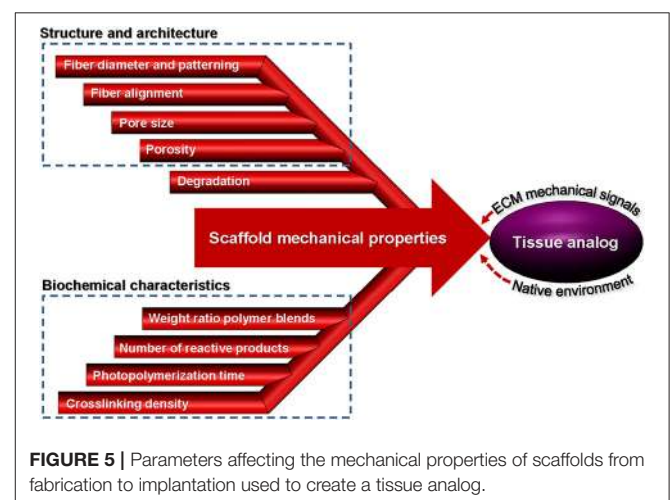 Structure and architecture
Fiber diameter and patterning
Fiber alignment
Pore size
Porosity
Degradation
Scaffold mechanical properties
ECM mechanical signals
Tissue analog
Native environment
Biochemical characteristics
Weight ratio polymer blends
Number of reactive products
Photopolymerization time
Crosslinking density
FIGURE 5 | Parameters affecting the mechanical properties of scaffolds from
fabrication to implantation used to create a tissue analog.